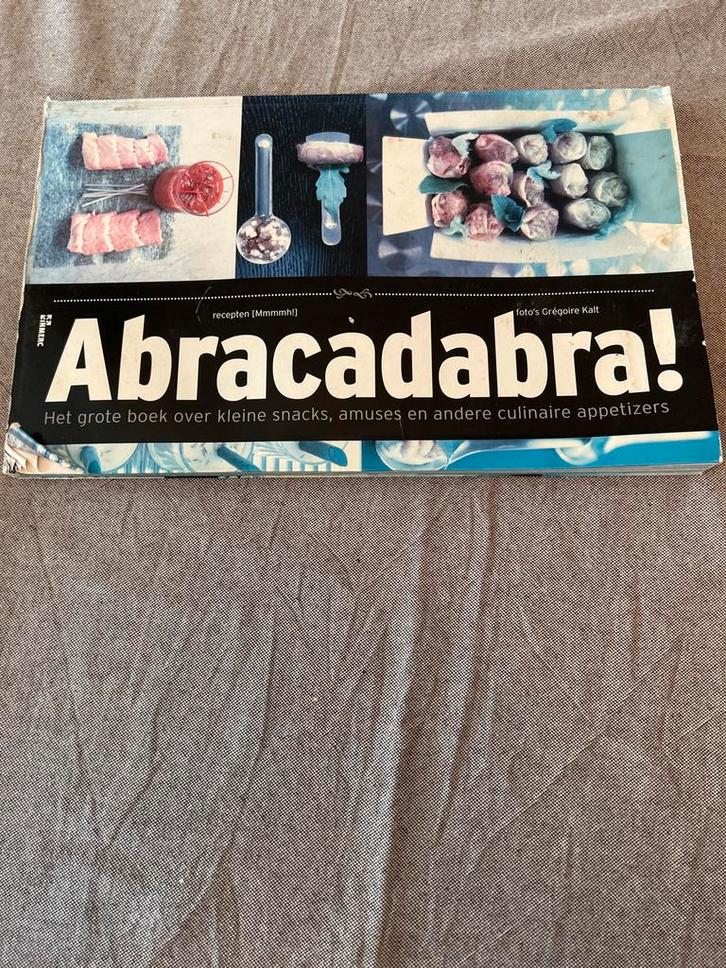 recepten [Mmmmh!]
foto's Grégoire Kalt
Abracadabra!
Het grote boek over kleine snacks, amuses en andere culinaire appetizers